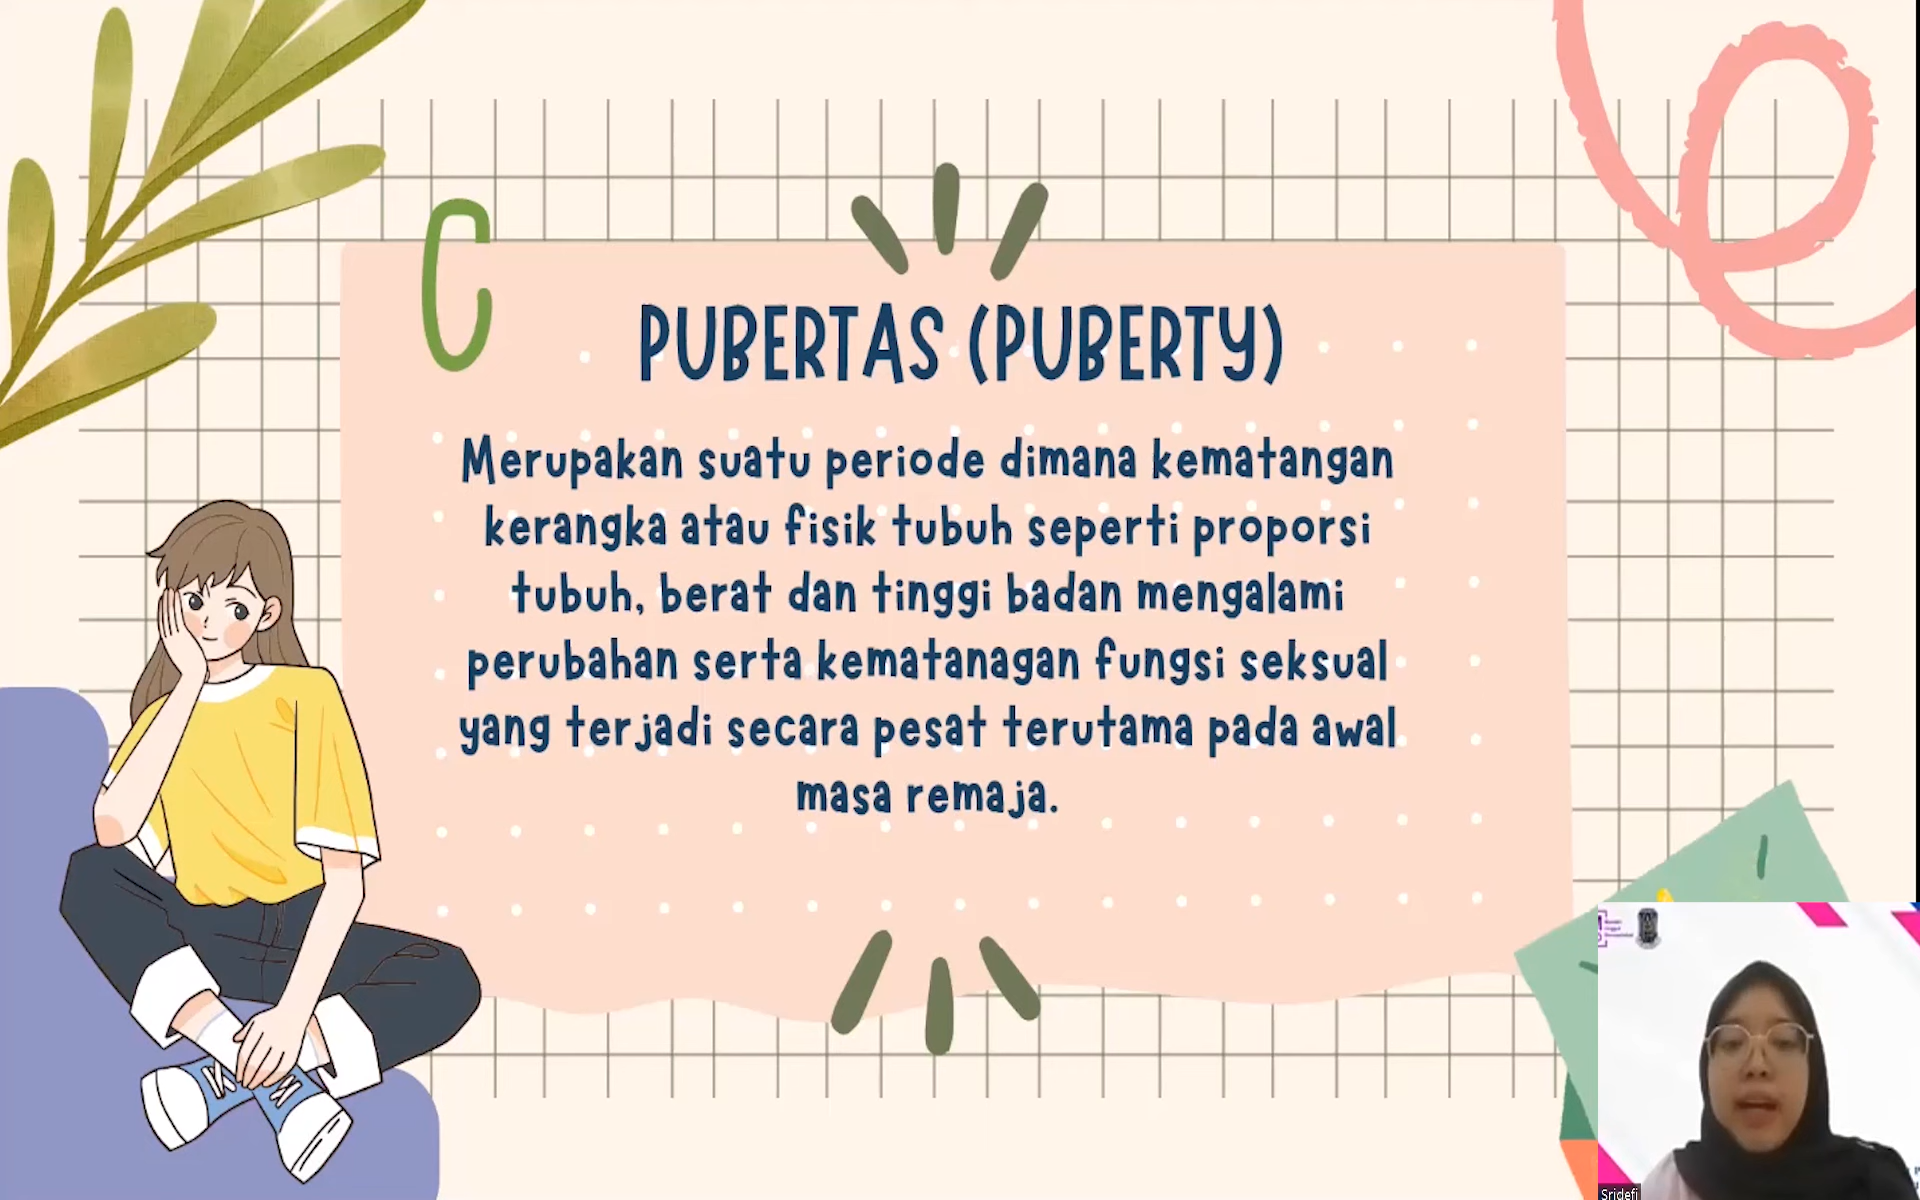 PUBERTAS (PUBERTY)
Merupakan suatu periode dimana kematangan
kerangka atau fisik tubuh seperti proporsi
tubuh, berat dan tinggi badan mengalami
perubahan serta kematanagan fungsi seksual
yang terjadi secara pesat terutama pada awal
masa remaja.
Sridefi